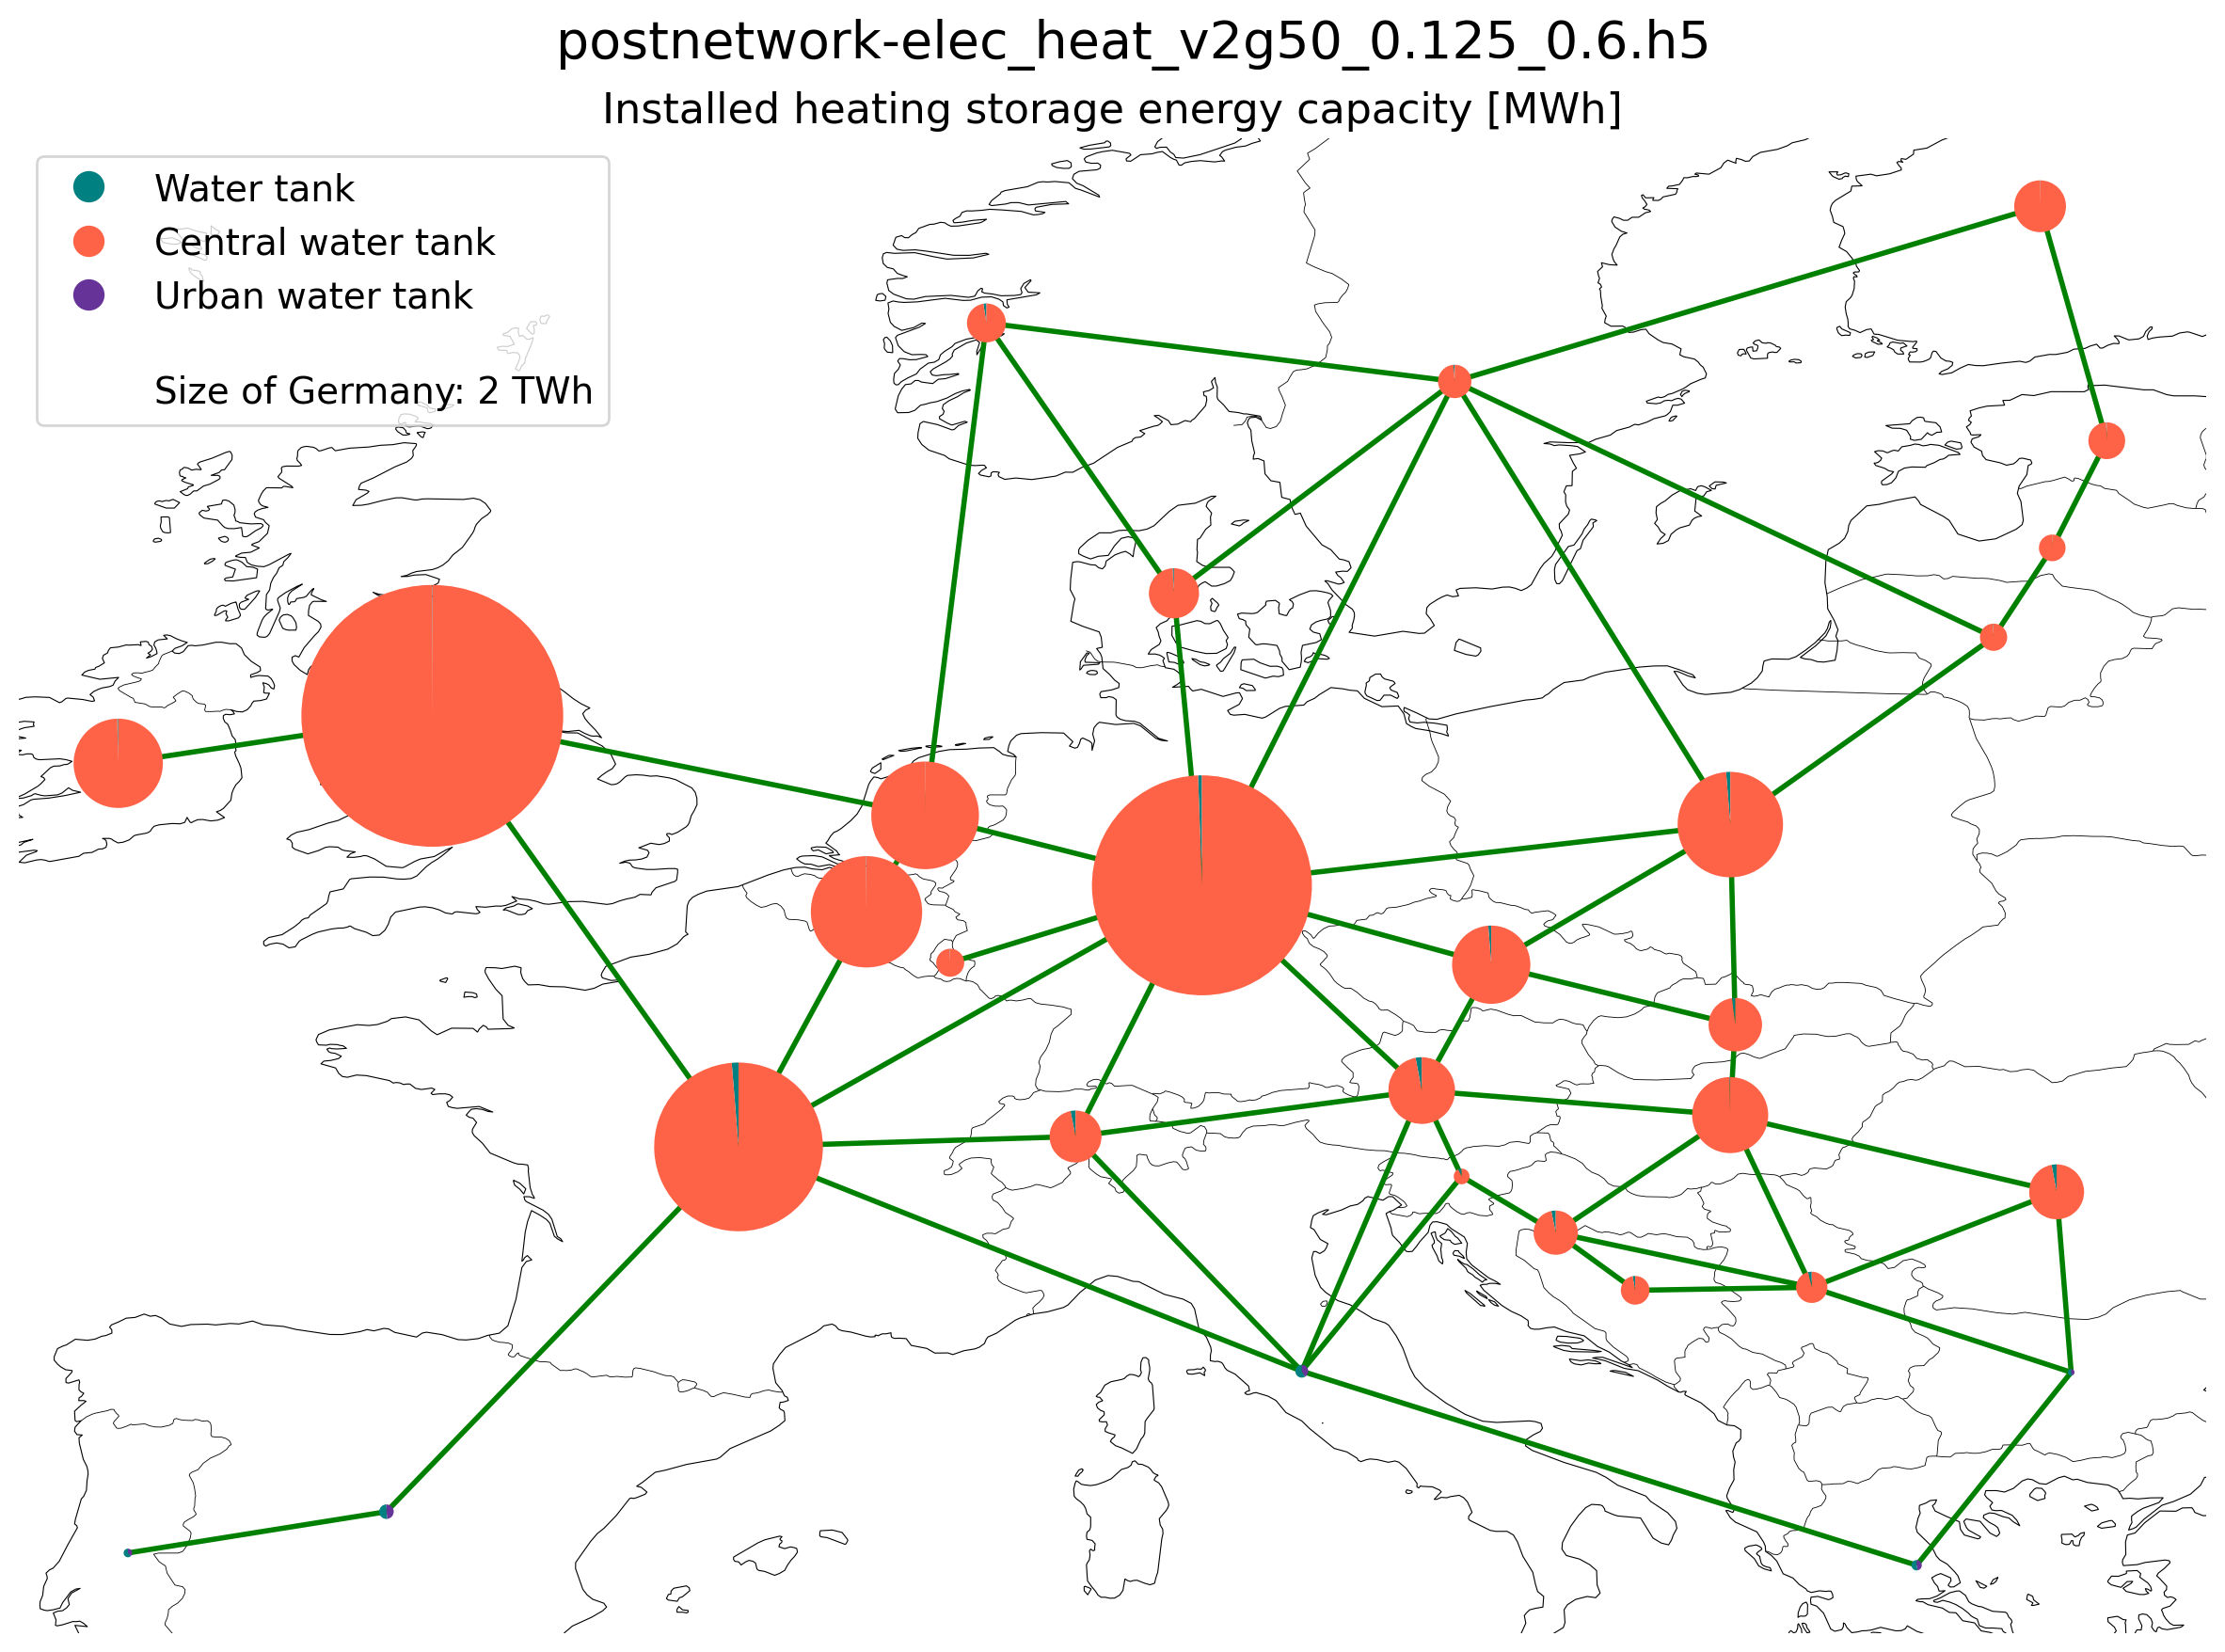 postnetwork-elec_heat_v2g50_0.125_0.6.h5
Installed heating storage energy capacity [MWh]
Water tank
Central water tank
Urban water tank
Size of Germany: 2 TWh